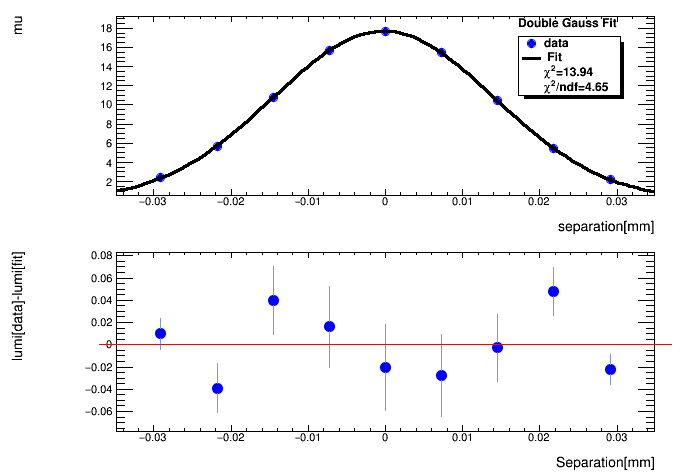 Double Gauss Fit
data
Fit
χ²=13.94
χ²/ndf=4.65
mu
18
16
14
12
10
8
6
4
2
−0.03 −0.02 −0.01 0 0.01 0.02 0.03
separation[mm]
lumi[data]-lumi[fit]
0.08
0.06
0.04
0.02
0
−0.02
−0.04
−0.06
−0.03 −0.02 −0.01 0 0.01 0.02 0.03
Separation[mm]